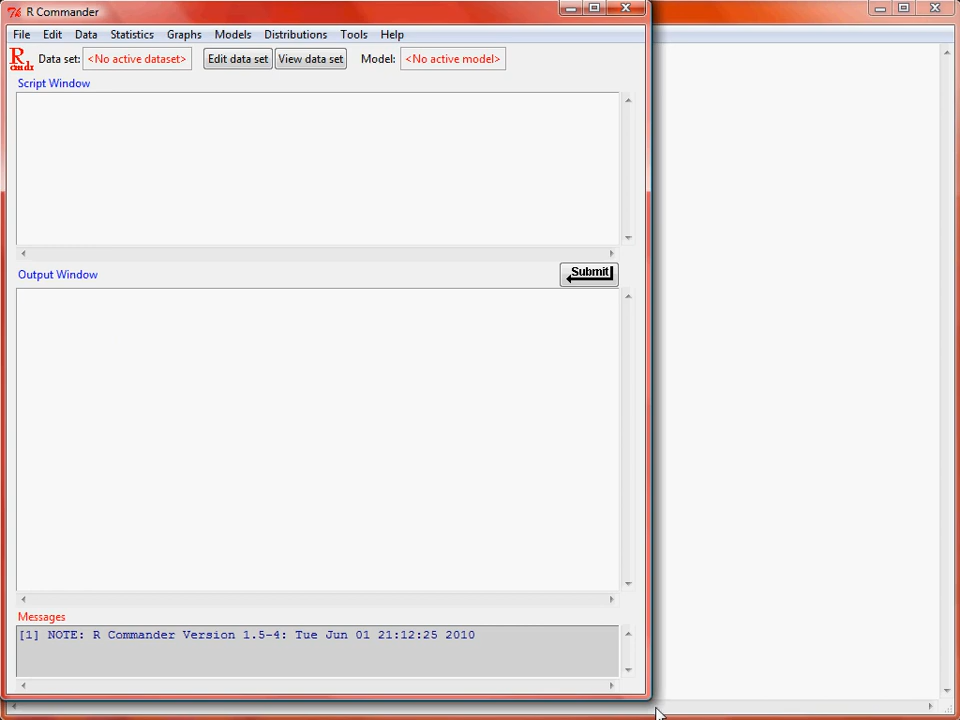 R Commander
File Edit Data Statistics Graphs Models Distributions Tools Help
R cmdr Data set: <No active dataset> Edit data set View data set Model: <No active model>
Script Window
Output Window
Submit
Messages
[1] NOTE: R Commander Version 1.5-4: Tue Jun 01 21:12:25 2010